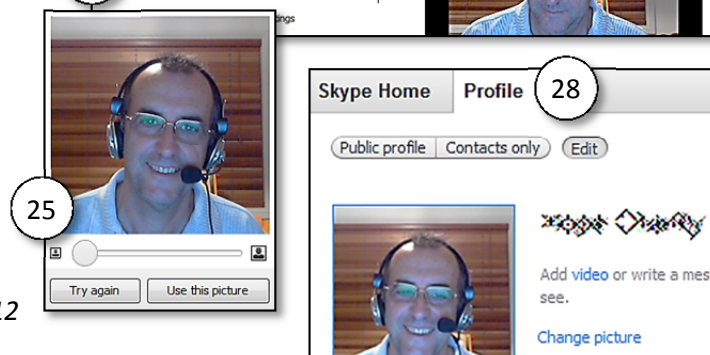 ngs
Skype Home Profile 28
Public profile Contacts only Edit
25
Add video or write a mes
see.
Try again Use this picture
12
Change picture